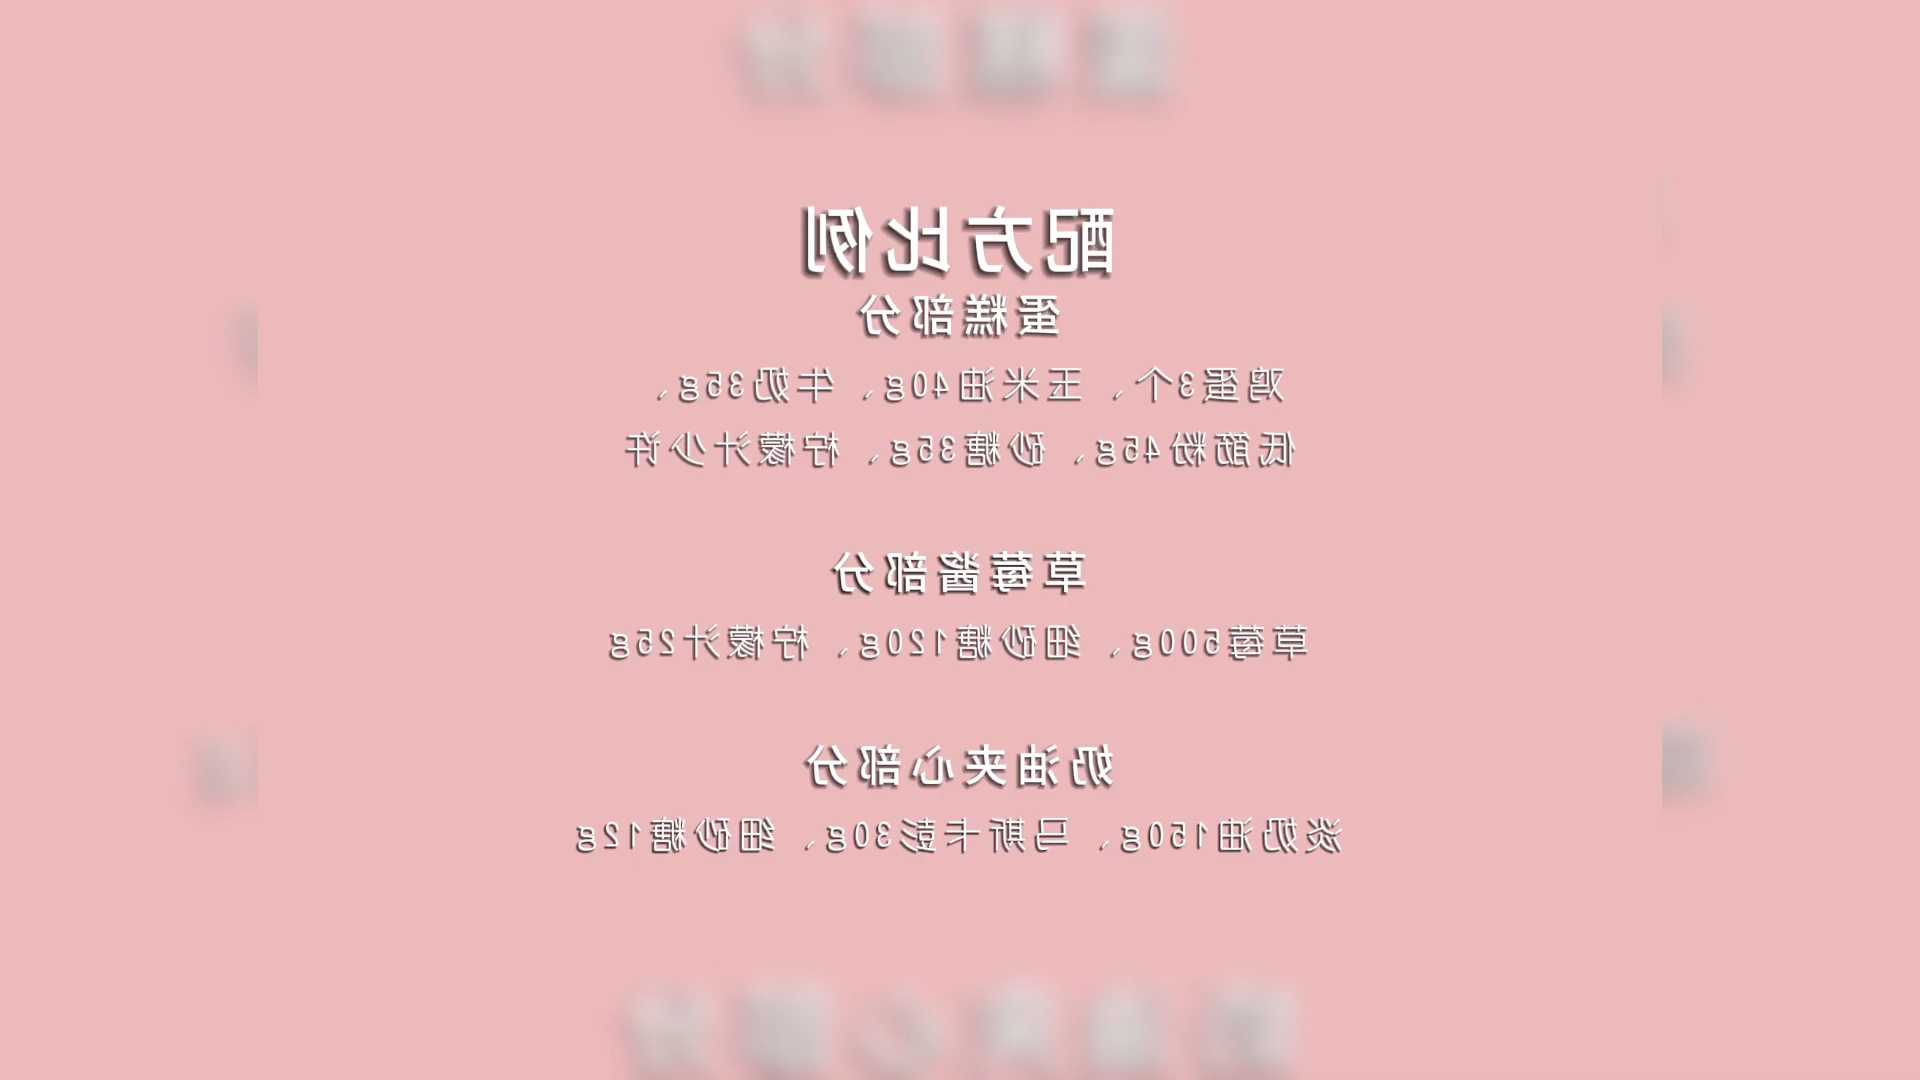 配方比例
蛋糕部分
鸡蛋3个、玉米油40g、牛奶35g、
低筋粉45g、砂糖35g、柠檬汁少许
草莓酱部分
草莓500g、细砂糖120g、柠檬汁25g
奶油夹心部分
淡奶油150g、马斯卡彭30g、细砂糖12g